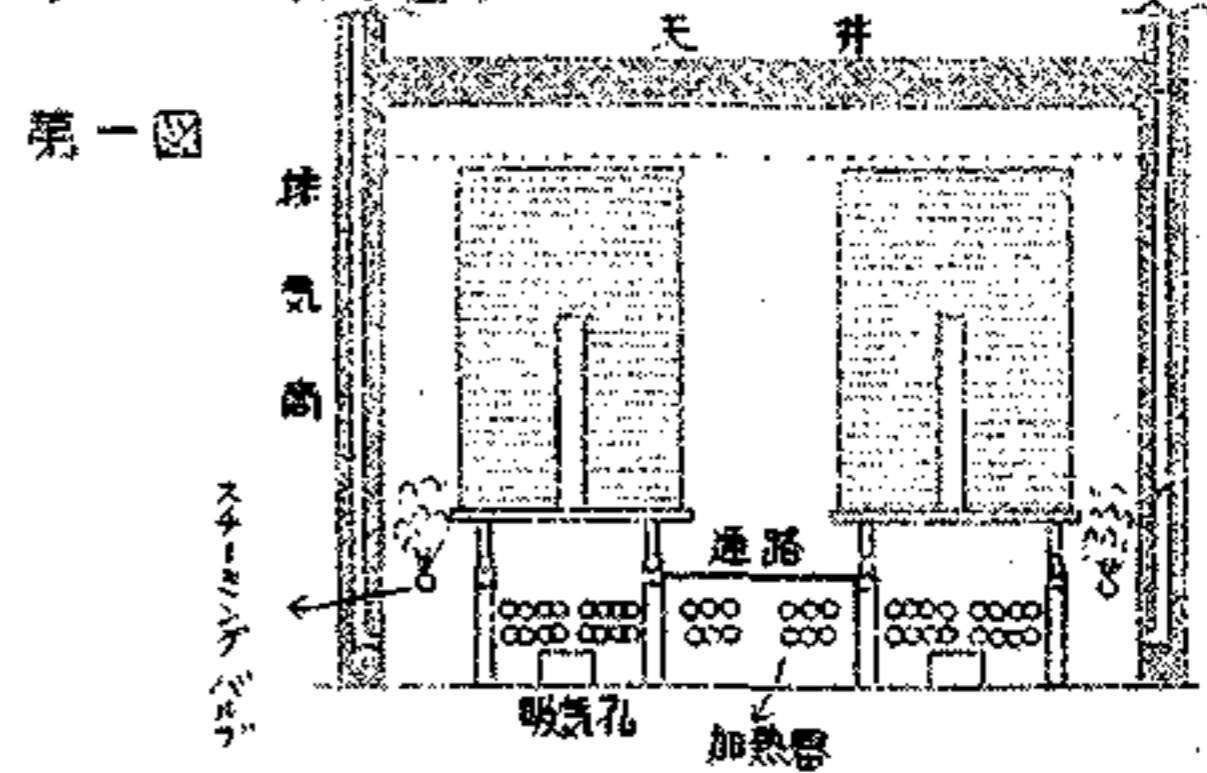 天井
第一図
排気筒
スチーミングバルブ
通路
吸気孔
加熱管